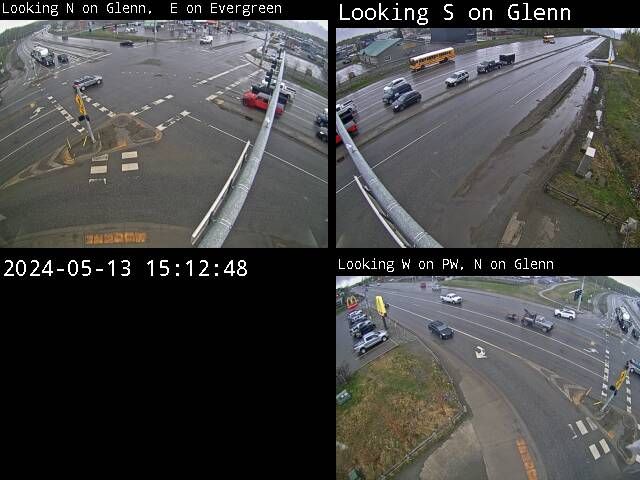 Looking N on Glenn, E on Evergreen
Looking S on Glenn
2024-05-13 15:12:48
Looking W on PW, N on Glenn